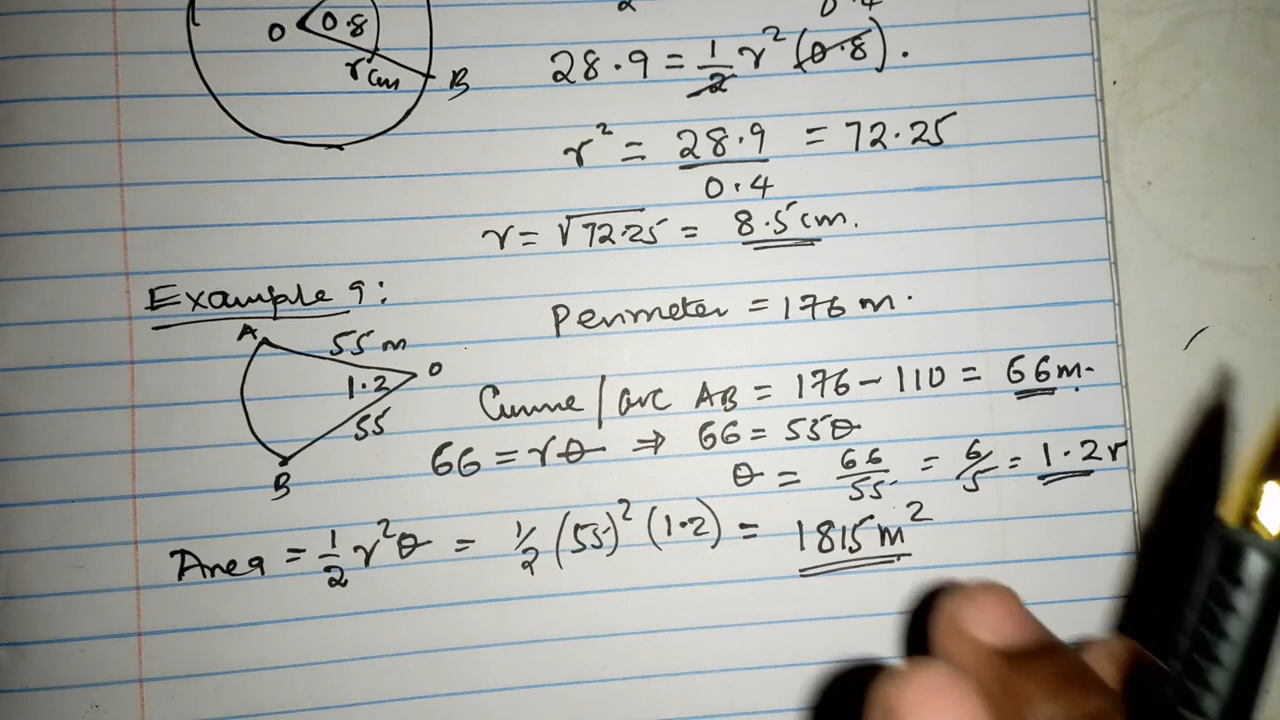 O 0.8
r cm B
28.9 = 1/2 r² (0.8).
r² = 28.9/0.4 = 72.25
r = √72.25 = 8.5 cm.
Example 9:
Perimeter = 176 m.
A 55 m O
1.2
55
B
Curve / arc AB = 176 - 110 = 66 m.
66 = rθ ⇒ 66 = 55θ
θ = 66/55 = 6/5 = 1.2 r
Area = 1/2 r²θ = 1/2 (55)² (1.2) = 1815 m²